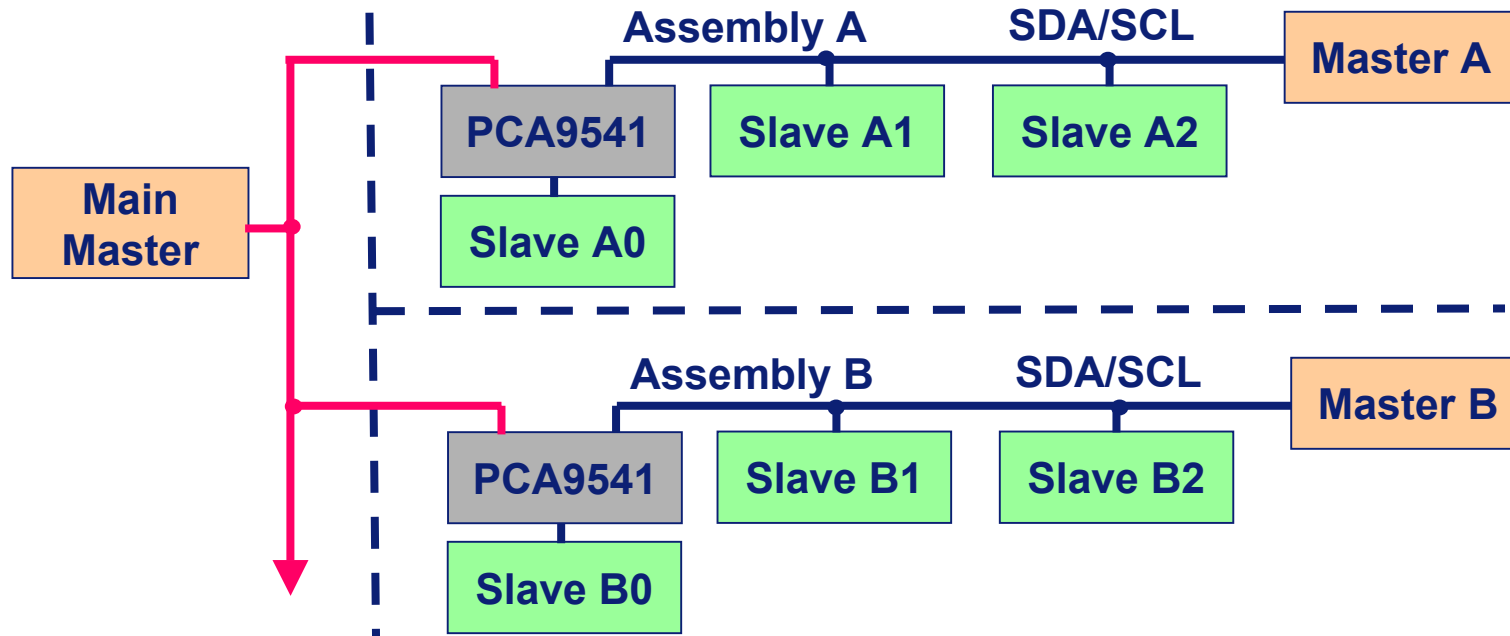 Assembly A
SDA/SCL
Master A
PCA9541
Slave A1
Slave A2
Main
Master
Slave A0
Assembly B
SDA/SCL
Master B
PCA9541
Slave B1
Slave B2
Slave B0